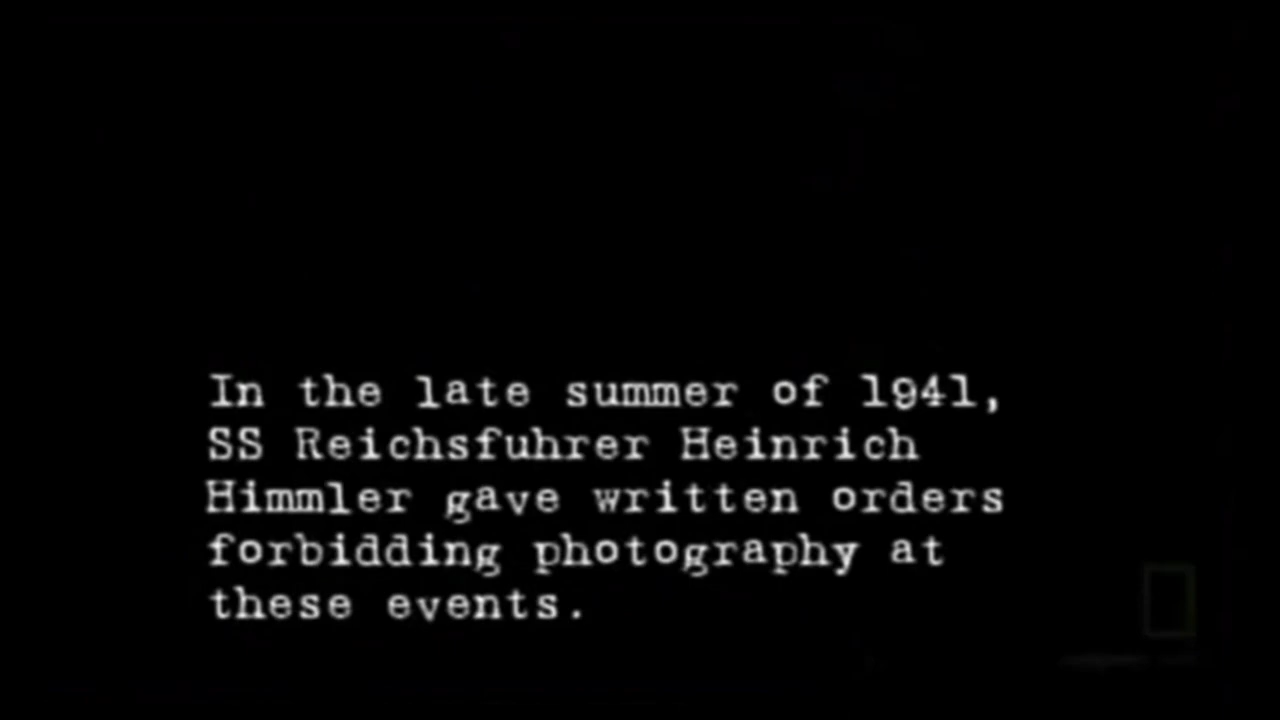 In the late summer of 1941,
SS Reichsfuhrer Heinrich
Himmler gave written orders
forbidding photography at
these events.